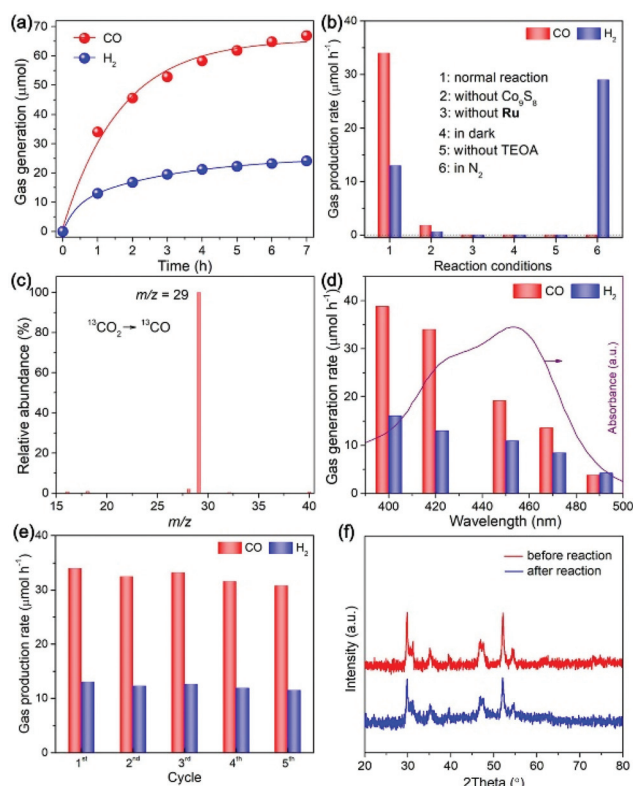 (a)
CO
H2
Gas generation (μmol)
70
60
50
40
30
20
10
0
0 1 2 3 4 5 6 7
Time (h)
(b)
CO H2
Gas production rate (μmol h-1)
40
30
20
10
0
1: normal reaction
2: without Co9S8
3: without Ru
4: in dark
5: without TEOA
6: in N2
1 2 3 4 5 6
Reaction conditions
(c)
m/z = 29
13CO2 → 13CO
Relative abundance (%)
100
80
60
40
20
0
15 20 25 30 35 40
m/z
(d)
CO H2
Gas generation rate (μmol h-1)
50
40
30
20
10
0
Absorbance (a.u.)
400 420 440 460 480 500
Wavelength (nm)
(e)
CO H2
Gas production rate (μmol h-1)
40
30
20
10
0
1st 2nd 3rd 4th 5th
Cycle
(f)
before reaction
after reaction
Intensity (a.u.)
20 30 40 50 60 70 80
2Theta (°)